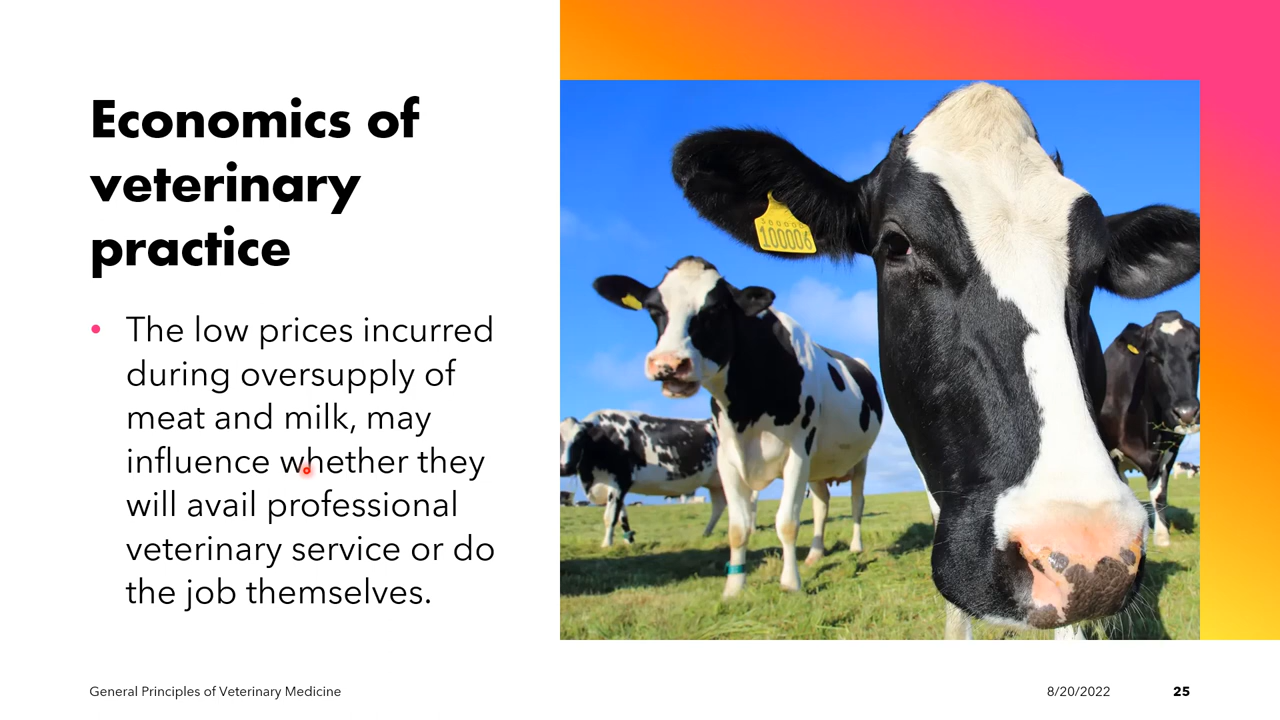 Economics of
veterinary
practice
• The low prices incurred
during oversupply of
meat and milk, may
influence whether they
will avail professional
veterinary service or do
the job themselves.
100006
General Principles of Veterinary Medicine
8/20/2022
25